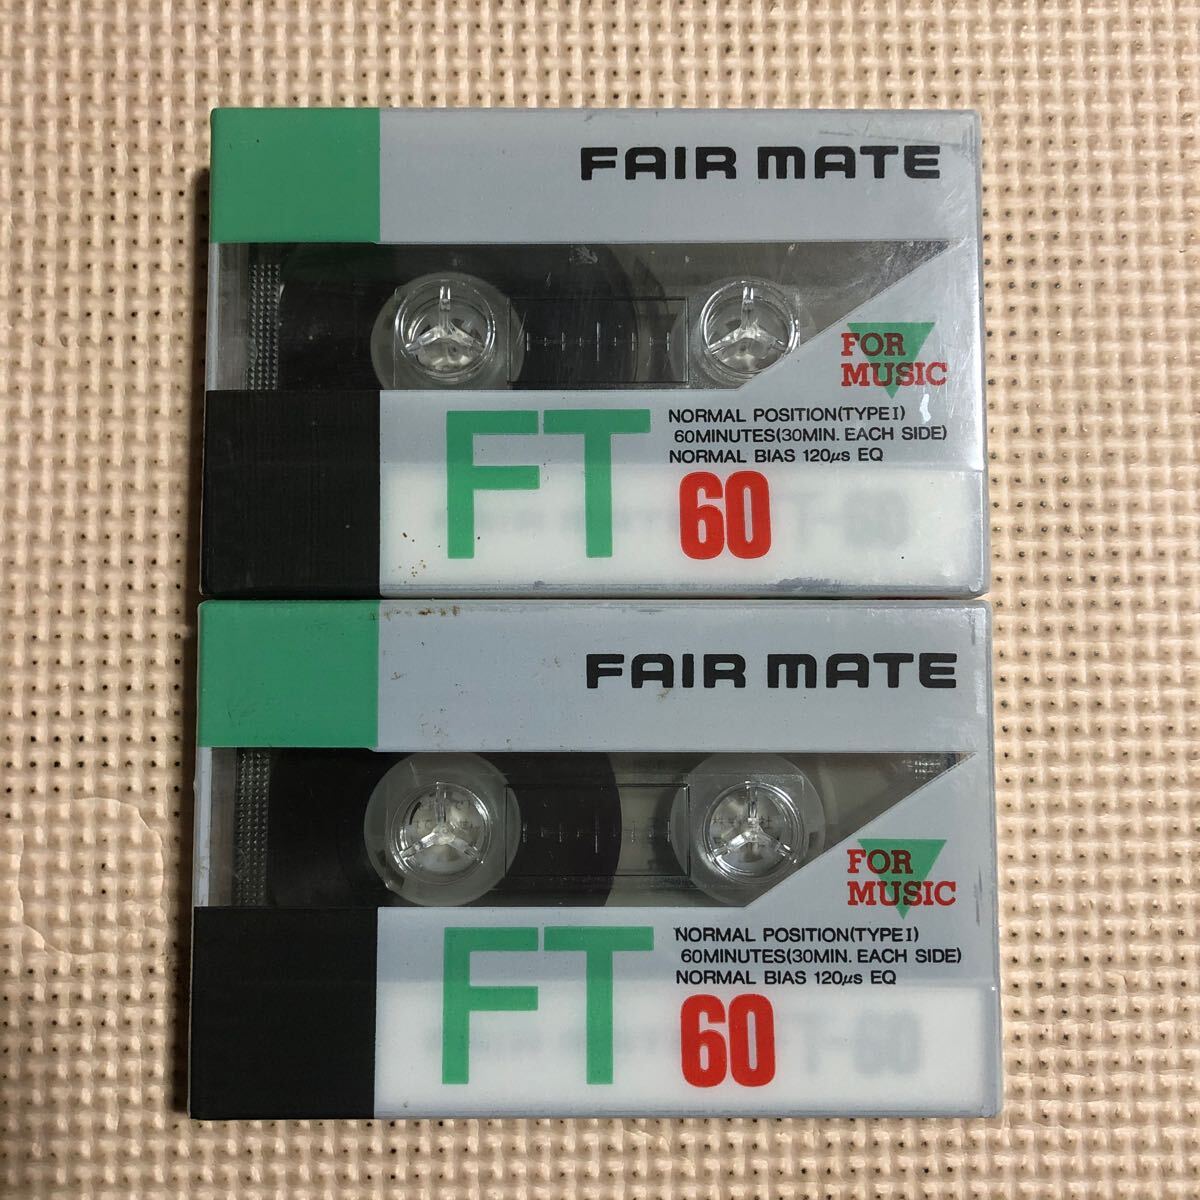 FAIR MATE
FOR
MUSIC
FT
NORMAL POSITION(TYPE I)
60MINUTES(30MIN. EACH SIDE)
NORMAL BIAS 120μs EQ
60
FAIR MATE
FOR
MUSIC
FT
NORMAL POSITION(TYPE I)
60MINUTES(30MIN. EACH SIDE)
NORMAL BIAS 120μs EQ
60